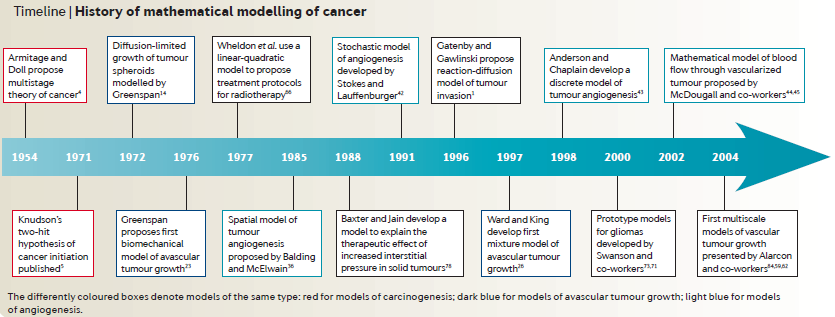 Timeline | History of mathematical modelling of cancer
Armitage and
Doll propose
multistage
theory of cancer⁴
Diffusion-limited
growth of tumour
spheroids
modelled by
Greenspan¹⁴
Wheldon et al. use a
linear-quadratic
model to propose
treatment protocols
for radiotherapy⁶⁶
Stochastic model
of angiogenesis
developed by
Stokes and
Lauffenburger⁴²
Gatenby and
Gawlinski propose
reaction-diffusion
model of tumour
invasion¹
Anderson and
Chaplain develop a
discrete model of
tumour angiogenesis⁴³
Mathematical model of blood
flow through vascularized
tumour proposed by
McDougall and co-workers⁴⁴,⁴⁵
1954 1971 1972 1976 1977 1985 1988 1991 1996 1997 1998 2000 2002 2004
Knudson's
two-hit
hypothesis of
cancer initiation
published⁵
Greenspan
proposes first
biomechanical
model of avascular
tumour growth²³
Spatial model of
tumour
angiogenesis
proposed by Balding
and McElwain³⁶
Baxter and Jain develop a
model to explain the
therapeutic effect of
increased interstitial
pressure in solid tumours⁷⁸
Ward and King
develop first
mixture model of
avascular tumour
growth²⁶
Prototype models
for gliomas
developed by
Swanson and
co-workers⁷³,⁷¹
First multiscale
models of vascular
tumour growth
presented by Alarcon
and co-workers⁸⁴,⁵⁹,⁶²
The differently coloured boxes denote models of the same type: red for models of carcinogenesis; dark blue for models of avascular tumour growth; light blue for models
of angiogenesis.